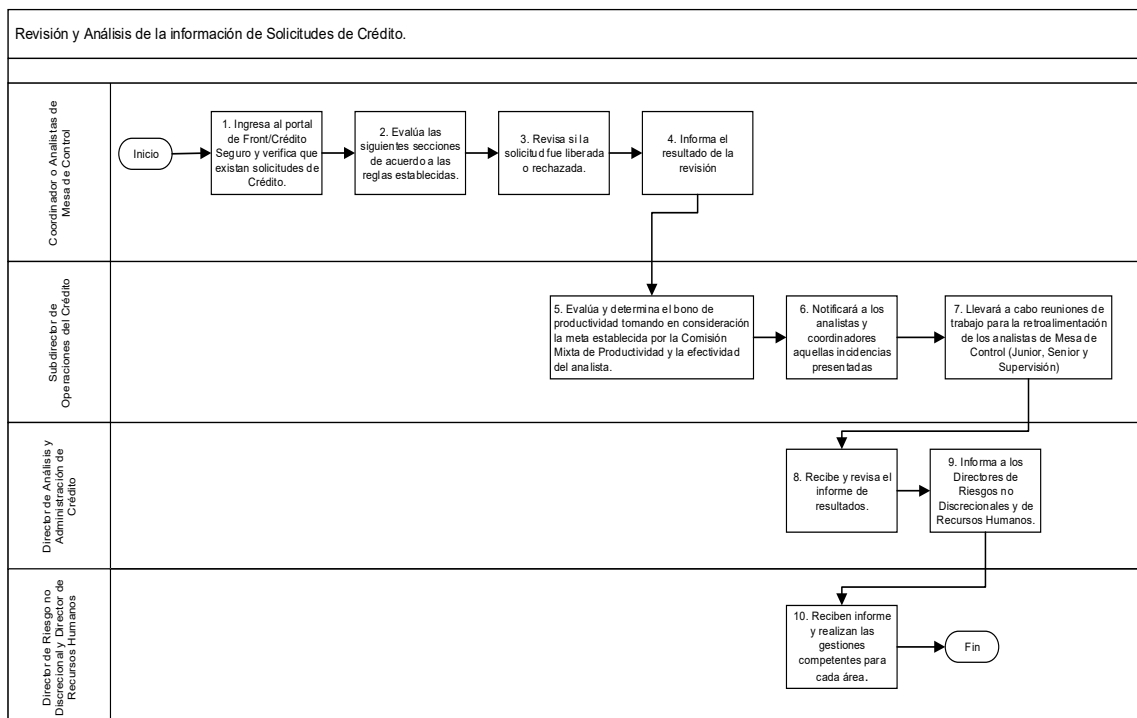 Revisión y Análisis de la información de Solicitudes de Crédito.
Coordinador o Analistas de
Mesa de Control
Inicio
1. Ingresa al portal
de Front/Crédito
Seguro y verifica que
existan solicitudes de
Crédito.
2. Evalúa las
siguientes secciones
de acuerdo a las
reglas establecidas.
3. Revisa si la
solicitud fue liberada
o rechazada.
4. Informa el
resultado de la
revisión
Subdirector de
Operaciones del Crédito
5. Evalúa y determina el bono de
productividad tomando en consideración
la meta establecida por la Comisión
Mixta de Productividad y la efectividad
del analista.
6. Notificará a los
analistas y
coordinadores
aquellas incidencias
presentadas
7. Llevará a cabo reuniones de
trabajo para la retroalimentación
de los analistas de Mesa de
Control (Junior, Senior y
Supervisión)
Director de Análisis y
Administración de
Crédito
8. Recibe y revisa el
informe de
resultados.
9. Informa a los
Directores de
Riesgos no
Discrecionales y de
Recursos Humanos.
Director de Riesgo no
Discrecional y Director de
Recursos Humanos
10. Reciben informe
y realizan las
gestiones
competentes para
cada área.
Fin